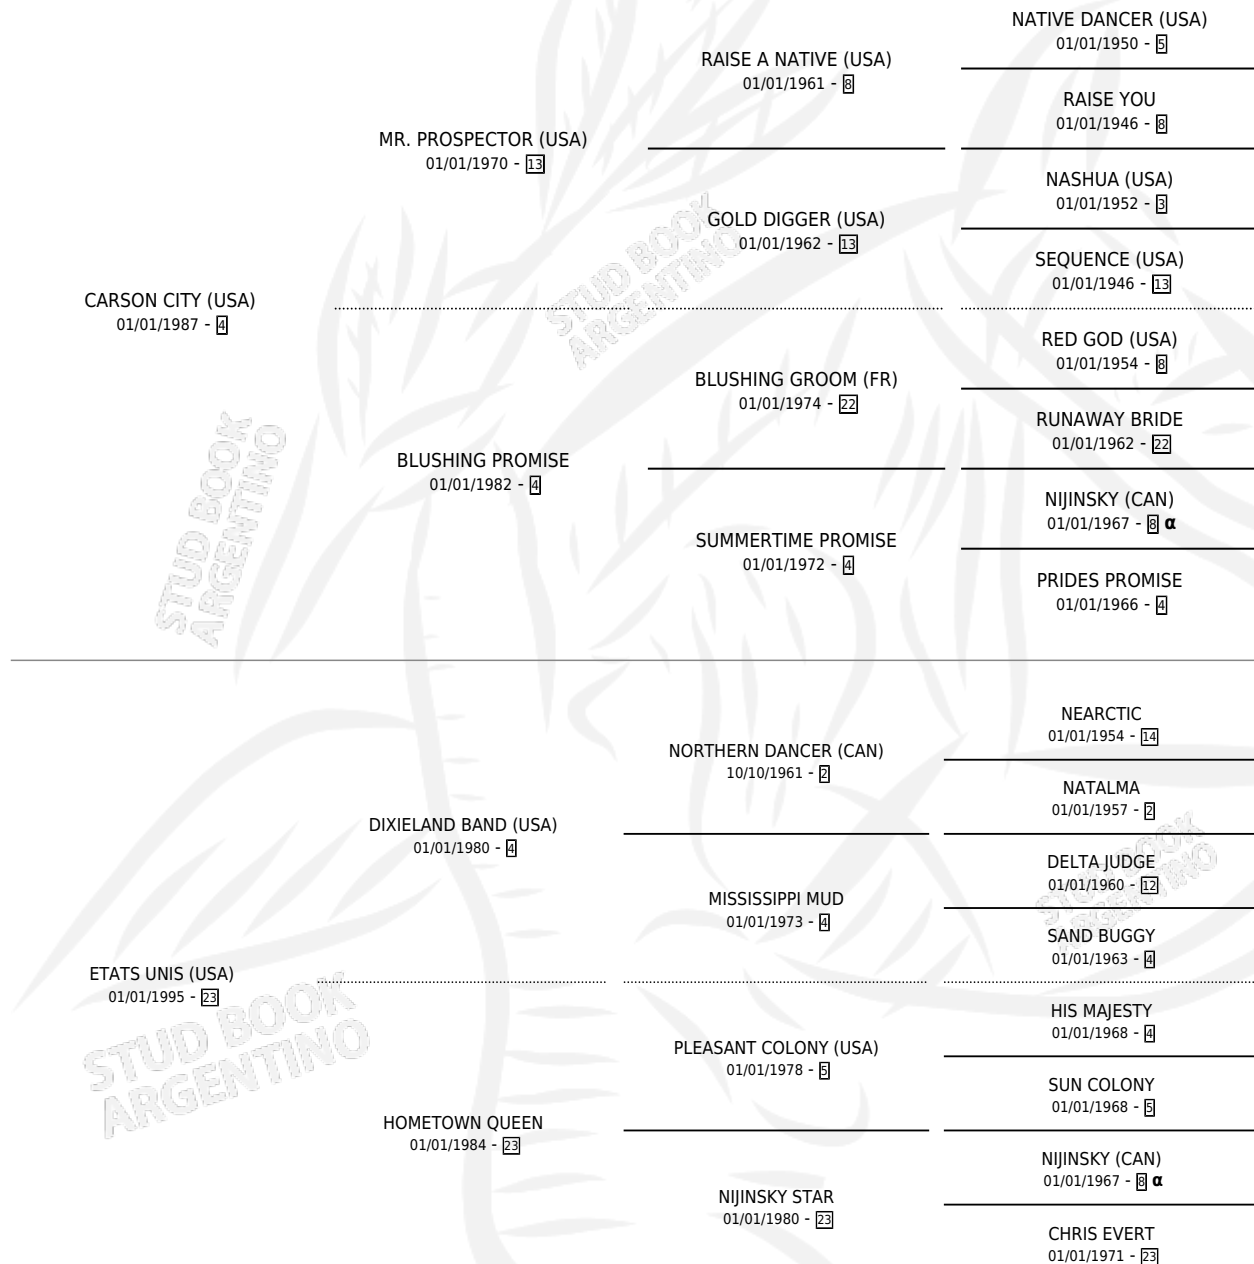 NATIVE DANCER (USA)
01/01/1950 - 5
RAISE A NATIVE (USA)
01/01/1961 - 8
RAISE YOU
01/01/1946 - 8
MR. PROSPECTOR (USA)
01/01/1970 - 13
NASHUA (USA)
01/01/1952 - 3
GOLD DIGGER (USA)
01/01/1962 - 13
SEQUENCE (USA)
01/01/1946 - 13
CARSON CITY (USA)
01/01/1987 - 4
RED GOD (USA)
01/01/1954 - 8
BLUSHING GROOM (FR)
01/01/1974 - 22
RUNAWAY BRIDE
01/01/1962 - 22
BLUSHING PROMISE
01/01/1982 - 4
NIJINSKY (CAN)
01/01/1967 - 8 α
SUMMERTIME PROMISE
01/01/1972 - 4
PRIDES PROMISE
01/01/1966 - 4
NEARCTIC
01/01/1954 - 14
NORTHERN DANCER (CAN)
10/10/1961 - 2
NATALMA
01/01/1957 - 2
DIXIELAND BAND (USA)
01/01/1980 - 4
DELTA JUDGE
01/01/1960 - 12
MISSISSIPPI MUD
01/01/1973 - 4
SAND BUGGY
01/01/1963 - 4
ETATS UNIS (USA)
01/01/1995 - 23
HIS MAJESTY
01/01/1968 - 4
PLEASANT COLONY (USA)
01/01/1978 - 5
SUN COLONY
01/01/1968 - 5
HOMETOWN QUEEN
01/01/1984 - 23
NIJINSKY (CAN)
01/01/1967 - 8 α
NIJINSKY STAR
01/01/1980 - 23
CHRIS EVERT
01/01/1971 - 23
STUD BOOK
ARGENTINO
STUD BOOK
ARGENTINO
STUD BOOK
ARGENTINO
STUD BOOK
ARGENTINO